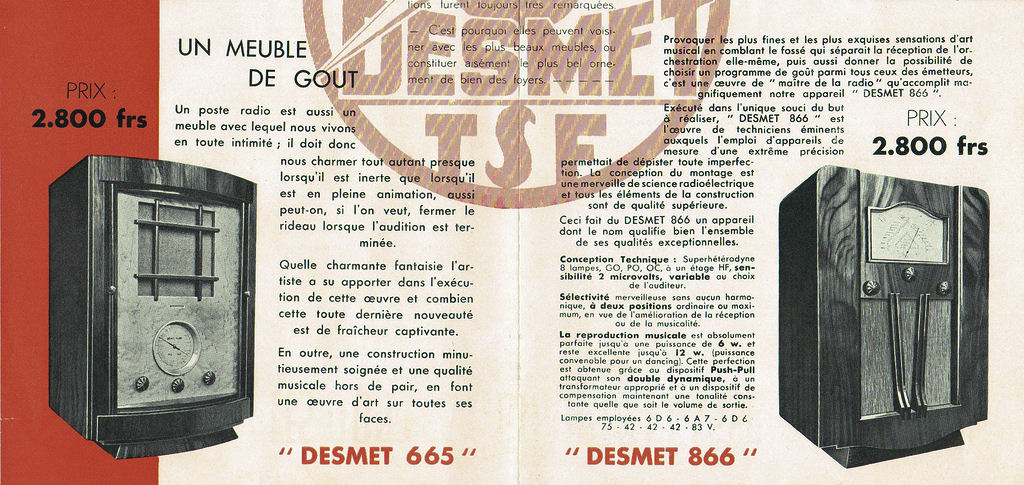 tions furent toujours très remarquées.
— C'est pourquoi elles peuvent voisi-
ner avec les plus beaux meubles, ou
constituer aisément le plus bel orne-
ment de bien des foyers.
DESMET
TSF
UN MEUBLE
DE GOUT
PRIX :
2.800 frs
Un poste radio est aussi un
meuble avec lequel nous vivons
en toute intimité ; il doit donc
nous charmer tout autant presque
lorsqu'il est inerte que lorsqu'il
est en pleine animation, aussi
peut-on, si l'on veut, fermer le
rideau lorsque l'audition est ter-
minée.
Quelle charmante fantaisie l'ar-
tiste a su apporter dans l'exécu-
tion de cette œuvre et combien
cette toute dernière nouveauté
est de fraîcheur captivante.
En outre, une construction minu-
tieusement soignée et une qualité
musicale hors de pair, en font
une œuvre d'art sur toutes ses
faces.
" DESMET 665 "
Provoquer les plus fines et les plus exquises sensations d'art
musical en comblant le fossé qui séparait la réception de l'or-
chestration elle-même, puis aussi donner la possibilité de
choisir un programme de goût parmi tous ceux des émetteurs,
c'est une œuvre de " maître de la radio " qu'accomplit ma-
gnifiquement notre appareil " DESMET 866 ".
Exécuté dans l'unique souci du but
à réaliser, " DESMET 866 " est
l'œuvre de techniciens éminents
auxquels l'emploi d'appareils de
mesure d'une extrême précision
permettait de dépister toute imperfec-
tion. La conception du montage est
une merveille de science radioélectrique
et tous les éléments de la construction
sont de qualité supérieure.
PRIX :
2.800 frs
Ceci fait du DESMET 866 un appareil
dont le nom qualifie bien l'ensemble
de ses qualités exceptionnelles.
Conception Technique : Superhétérodyne
8 lampes, GO, PO, OC, à un étage HF, sen-
sibilité 2 microvolts, variable au choix
de l'auditeur.
Sélectivité merveilleuse sans aucun harmo-
nique, à deux positions ordinaire ou maxi-
mum, en vue de l'amélioration de la réception
ou de la musicalité.
La reproduction musicale est absolument
parfaite jusqu'à une puissance de 6 w. et
reste excellente jusqu'à 12 w. (puissance
convenable pour un dancing). Cette perfection
est obtenue grâce au dispositif Push-Pull
attaquant son double dynamique, à un
transformateur approprié et à un dispositif de
compensation maintenant une tonalité cons-
tante quelle que soit le volume de sortie.
Lampes employées 6 D 6 - 6 A 7 - 6 D 6
75 - 42 - 42 - 42 - 83 V.
" DESMET 866 "